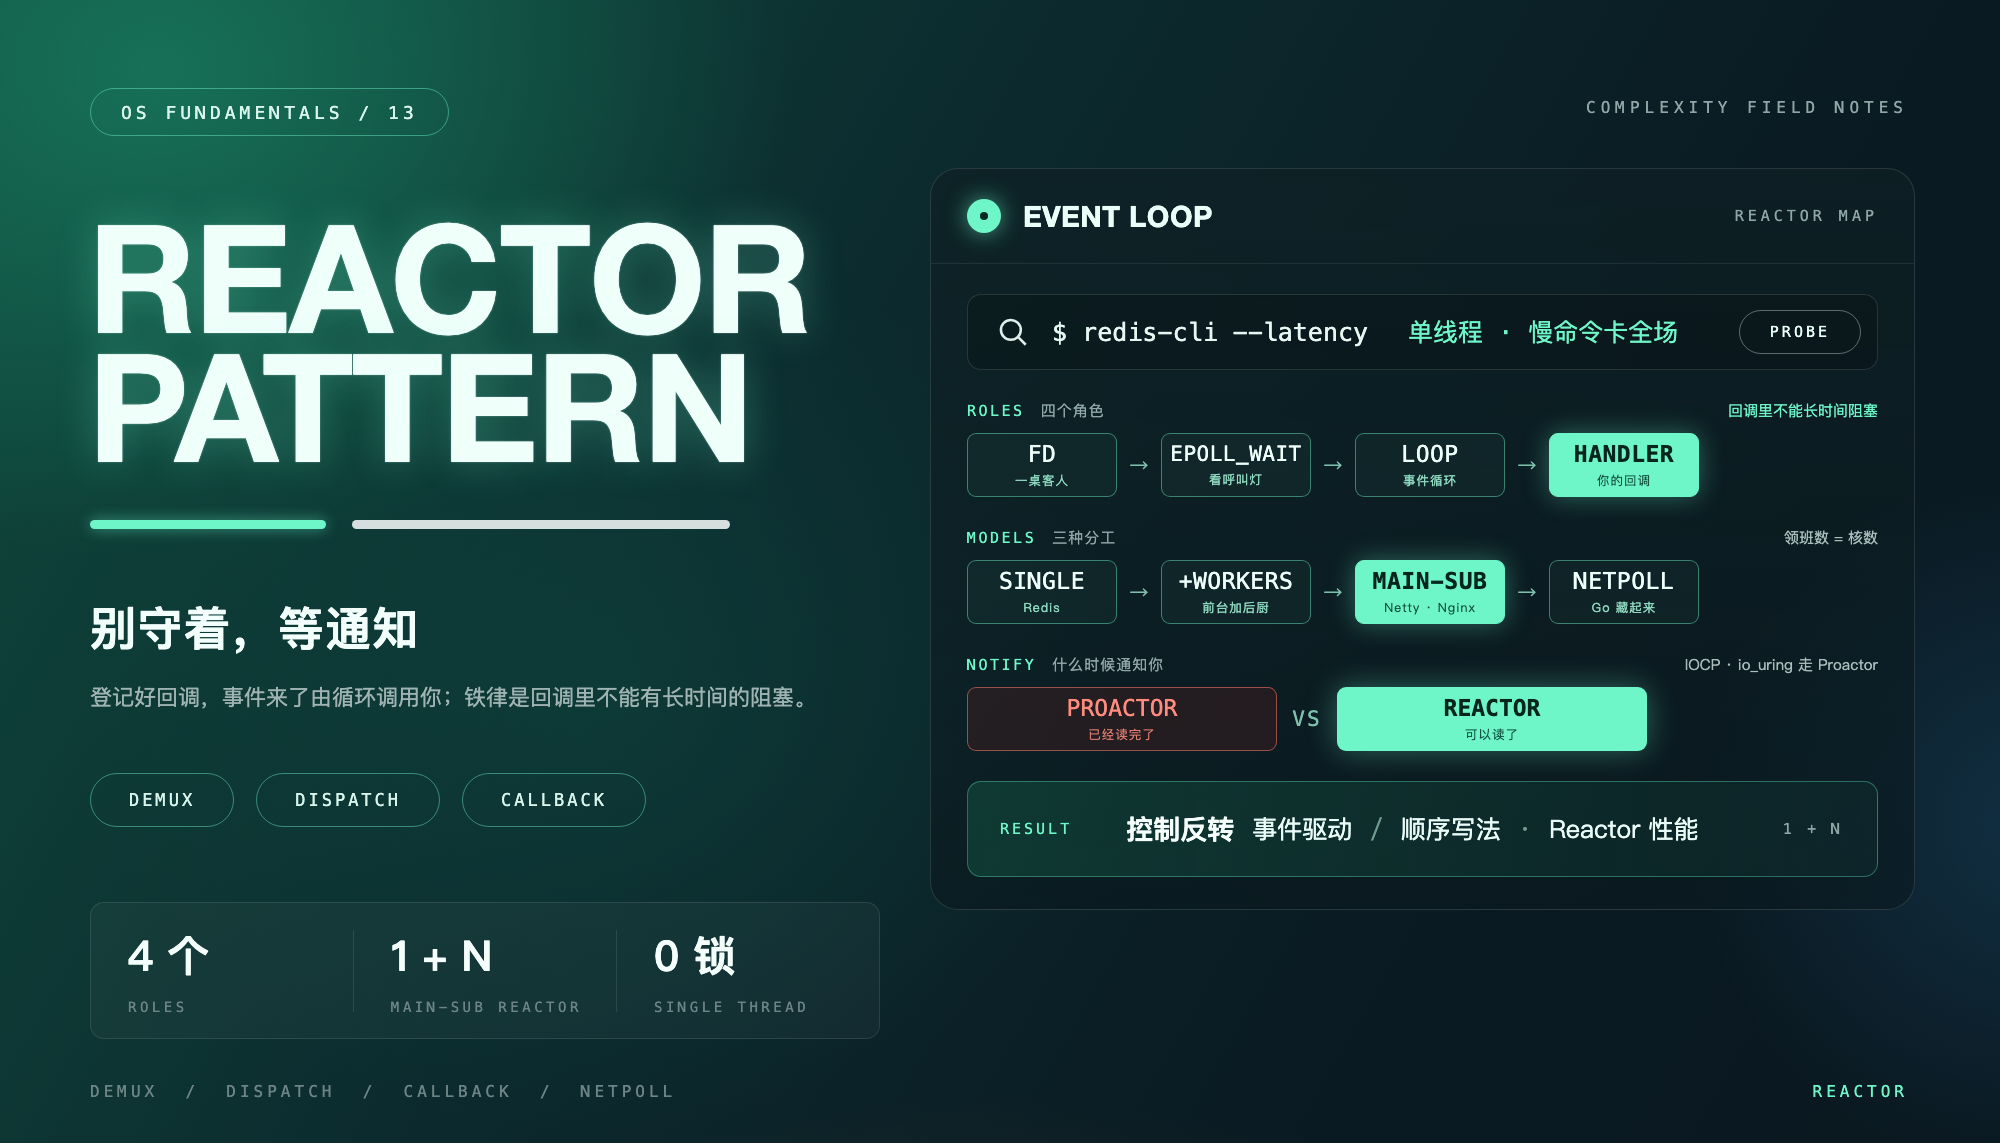 OS FUNDAMENTALS / 13
COMPLEXITY FIELD NOTES
REACTOR
PATTERN
别守着，等通知
登记好回调，事件来了由循环调用你；铁律是回调里不能有长时间的阻塞。
DEMUX
DISPATCH
CALLBACK
4 个
ROLES
1 + N
MAIN-SUB REACTOR
0 锁
SINGLE THREAD
EVENT LOOP
REACTOR MAP
$ redis-cli --latency 单线程 · 慢命令卡全场
PROBE
ROLES 四个角色
回调里不能长时间阻塞
FD
一桌客人
→
EPOLL_WAIT
看呼叫灯
→
LOOP
事件循环
→
HANDLER
你的回调
MODELS 三种分工
领班数 = 核数
SINGLE
Redis
→
+WORKERS
前台加后厨
→
MAIN-SUB
Netty · Nginx
→
NETPOLL
Go 藏起来
NOTIFY 什么时候通知你
IOCP · io_uring 走 Proactor
PROACTOR
已经读完了
VS
REACTOR
可以读了
RESULT 控制反转 事件驱动 / 顺序写法 · Reactor 性能 1 + N
DEMUX / DISPATCH / CALLBACK / NETPOLL
REACTOR